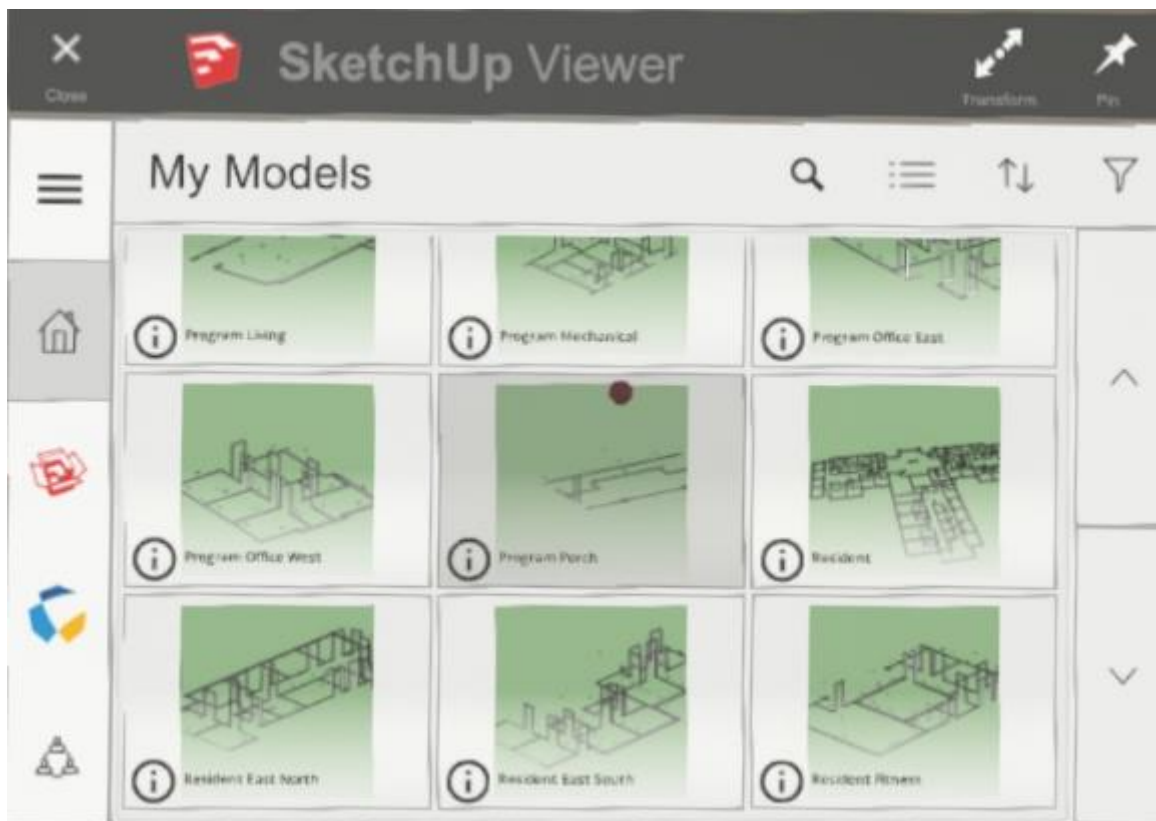 Close
SketchUp Viewer
Transform
Pin
My Models
Program Living
Program Mechanical
Program Office East
Program Office West
Program Porch
Resident
Resident East North
Resident East South
Resident Fitness